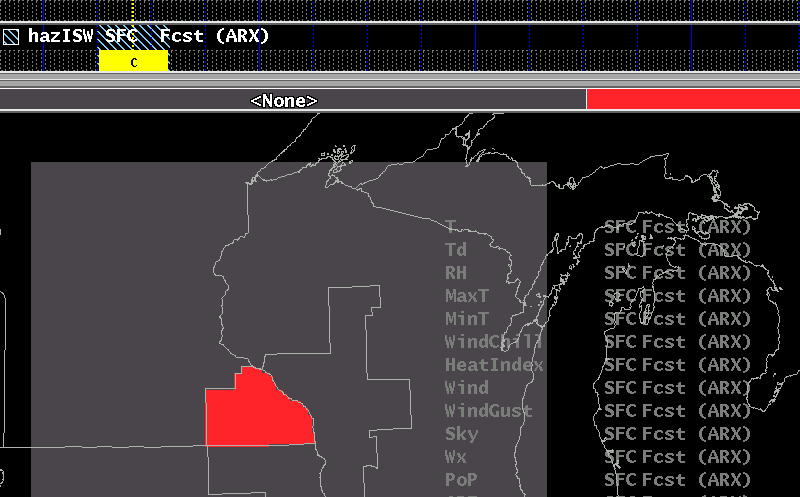 hazISW SFC Fcst (ARX)
C
<None>
T SFC Fcst (ARX)
Td SFC Fcst (ARX)
RH SFC Fcst (ARX)
MaxT SFC Fcst (ARX)
MinT SFC Fcst (ARX)
WindChill SFC Fcst (ARX)
HeatIndex SFC Fcst (ARX)
Wind SFC Fcst (ARX)
WindGust SFC Fcst (ARX)
Sky SFC Fcst (ARX)
Wx SFC Fcst (ARX)
PoP SFC Fcst (ARX)